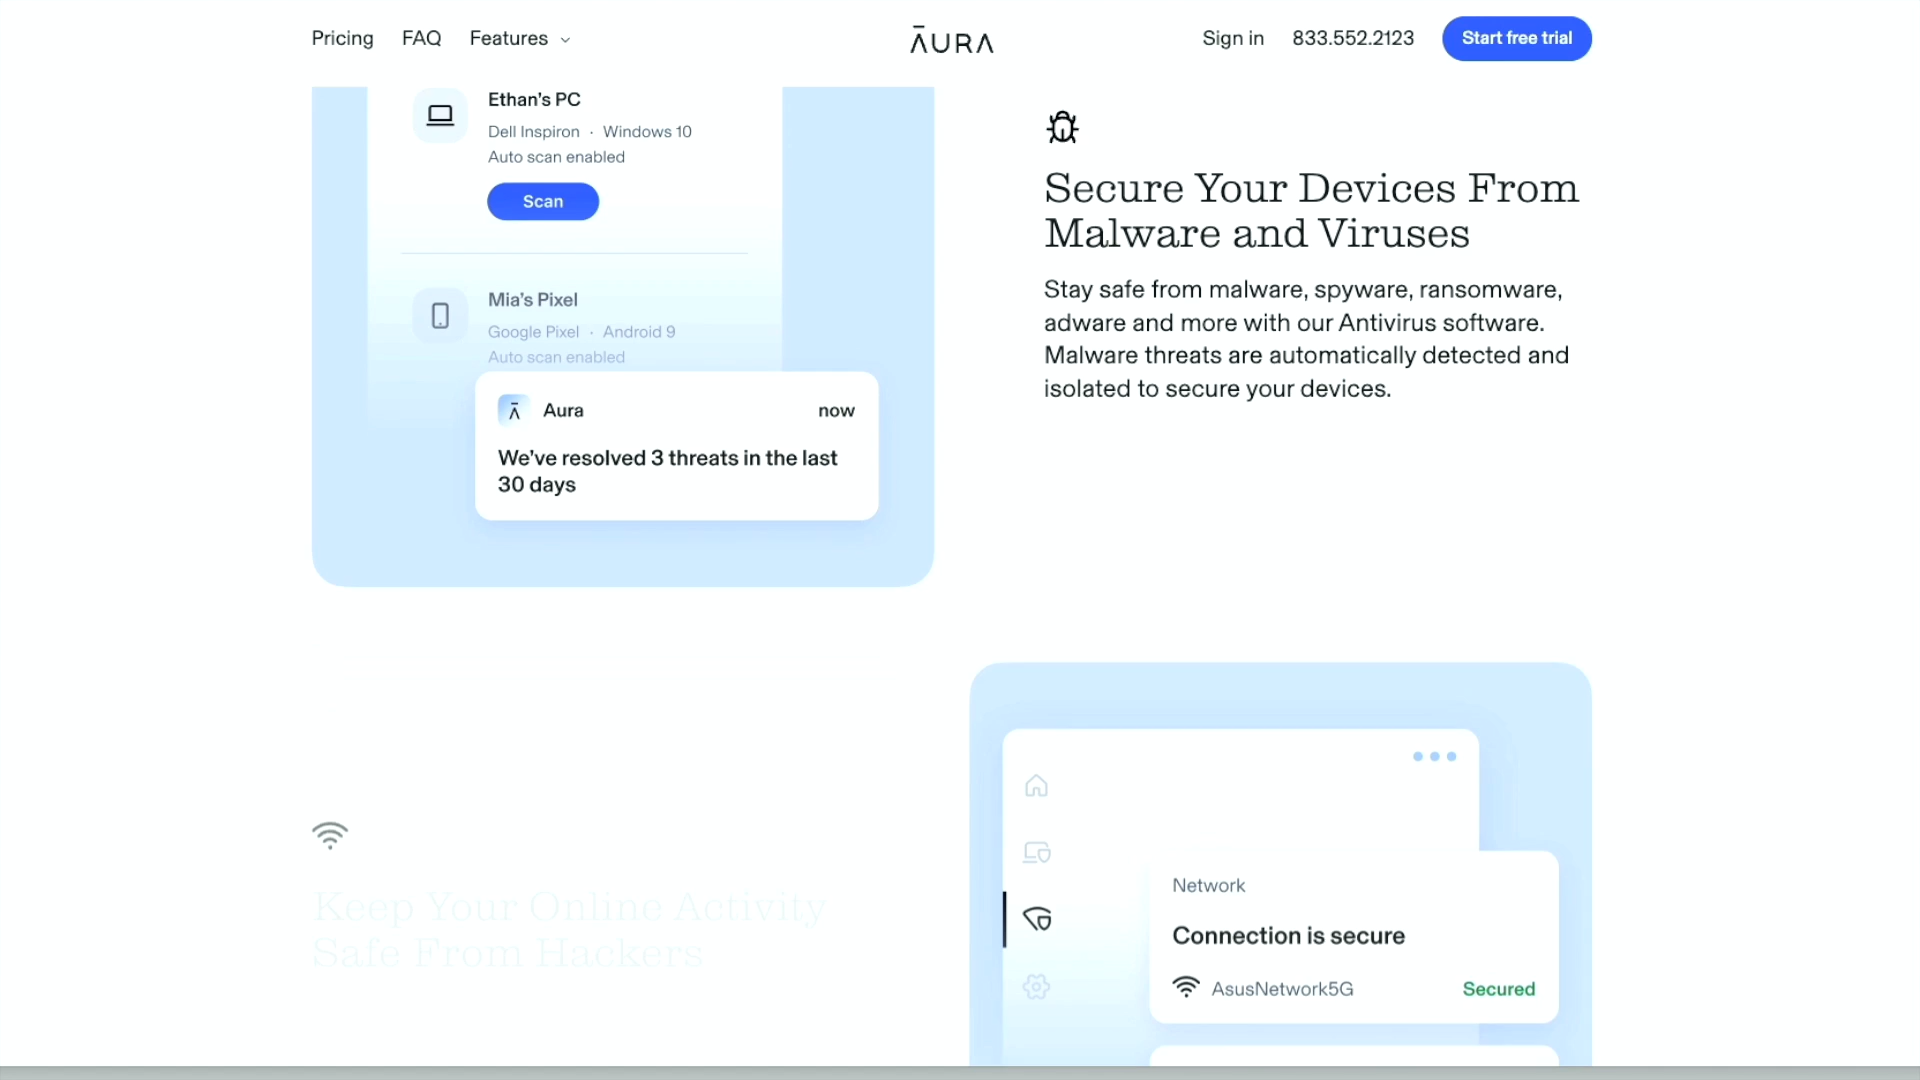 Pricing FAQ Features
ĀURA
Sign in 833.552.2123 Start free trial
Ethan's PC
Dell Inspiron · Windows 10
Auto scan enabled
Scan
Mia's Pixel
Google Pixel · Android 9
Auto scan enabled
Aura now
We've resolved 3 threats in the last
30 days
Secure Your Devices From
Malware and Viruses
Stay safe from malware, spyware, ransomware,
adware and more with our Antivirus software.
Malware threats are automatically detected and
isolated to secure your devices.
Keep Your Online Activity
Safe From Hackers
Network
Connection is secure
AsusNetwork5G Secured